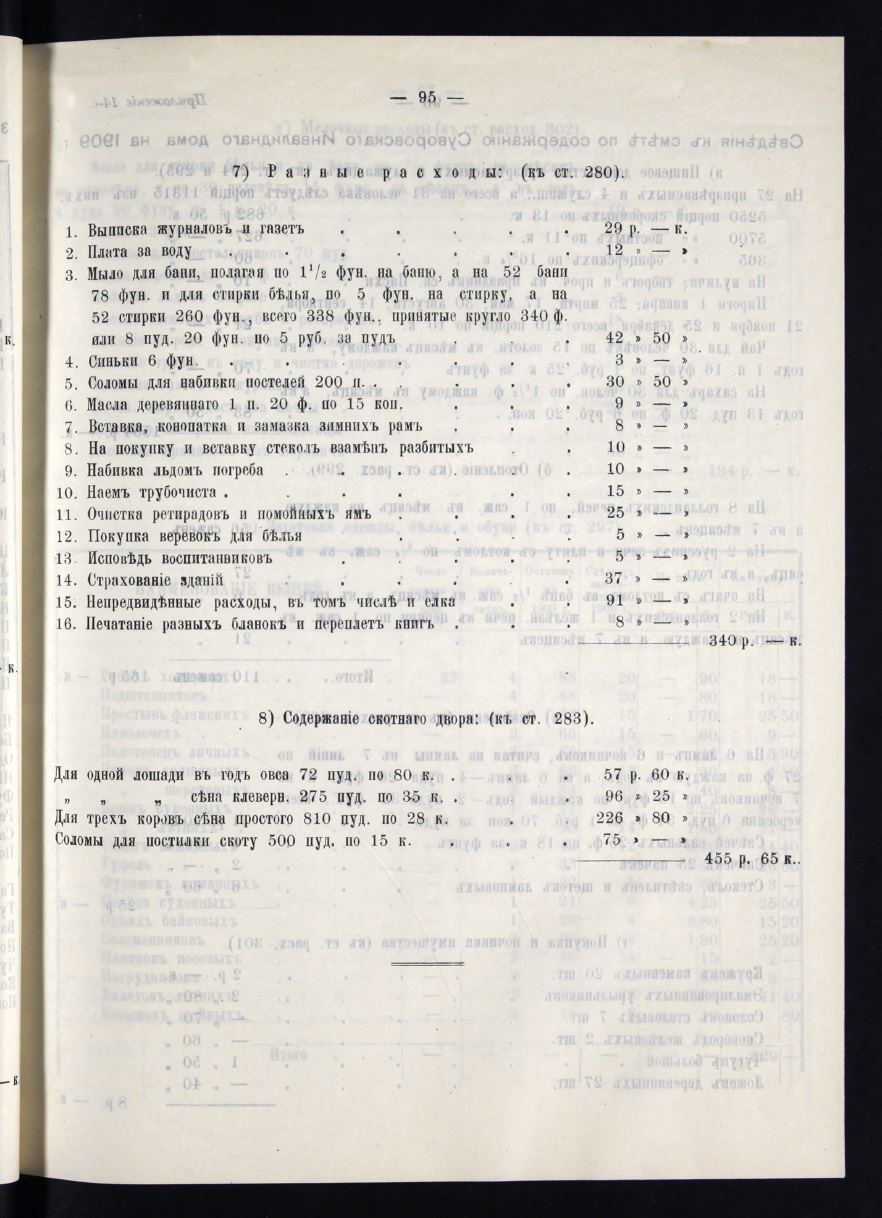 — 95 —
7) Разные расходы: (къ ст. 280).
1. Выписка журналовъ и газетъ . . . . . 29 р. — к.
2. Плата за воду . . . . . . 12 » — »
3. Мыло для бани, полагая по 1¹/₂ фун. на баню, а на 52 бани
78 фун. и для стирки бѣлья, по 5 фун. на стирку, а на
52 стирки 260 фун., всего 338 фун., принятые кругло 340 ф.
или 8 пуд. 20 фун. по 5 руб. за пудъ . . . 42 » 50 »
4. Синьки 6 фун. . . . . . . 3 » — »
5. Соломы для набивки постелей 200 п. . . . . 30 » 50 »
6. Масла деревяннаго 1 п. 20 ф. по 15 коп. . . . 9 » — »
7. Вставка, конопатка и замазка зимнихъ рамъ . . . 8 » — »
8. На покупку и вставку стеколъ взамѣнъ разбитыхъ . . 10 » — »
9. Набивка льдомъ погреба . . . . . . 10 » — »
10. Наемъ трубочиста . . . . . . 15 » — »
11. Очистка ретирадовъ и помойныхъ ямъ . . . . 25 » — »
12. Покупка веревокъ для бѣлья . . . . 5 » — »
13. Исповѣдь воспитанниковъ . . . . . 5 » — »
14. Страхованіе зданій . . . . . 37 » — »
15. Непредвидѣнные расходы, въ томъ числѣ и елка . . 91 » — »
16. Печатаніе разныхъ бланокъ и переплетъ книгъ . . . 8 » — »
340 р. — к.
8) Содержаніе скотнаго двора: (къ ст. 283).
Для одной лошади въ годъ овса 72 пуд. по 80 к. . . . 57 р. 60 к.
„ „ „ сѣна клеверн. 275 пуд. по 35 к. . . . 96 » 25 »
Для трехъ коровъ сѣна простого 810 пуд. по 28 к. . . 226 » 80 »
Соломы для постилки скоту 500 пуд. по 15 к. . . . 75 » — »
455 р. 65 к.